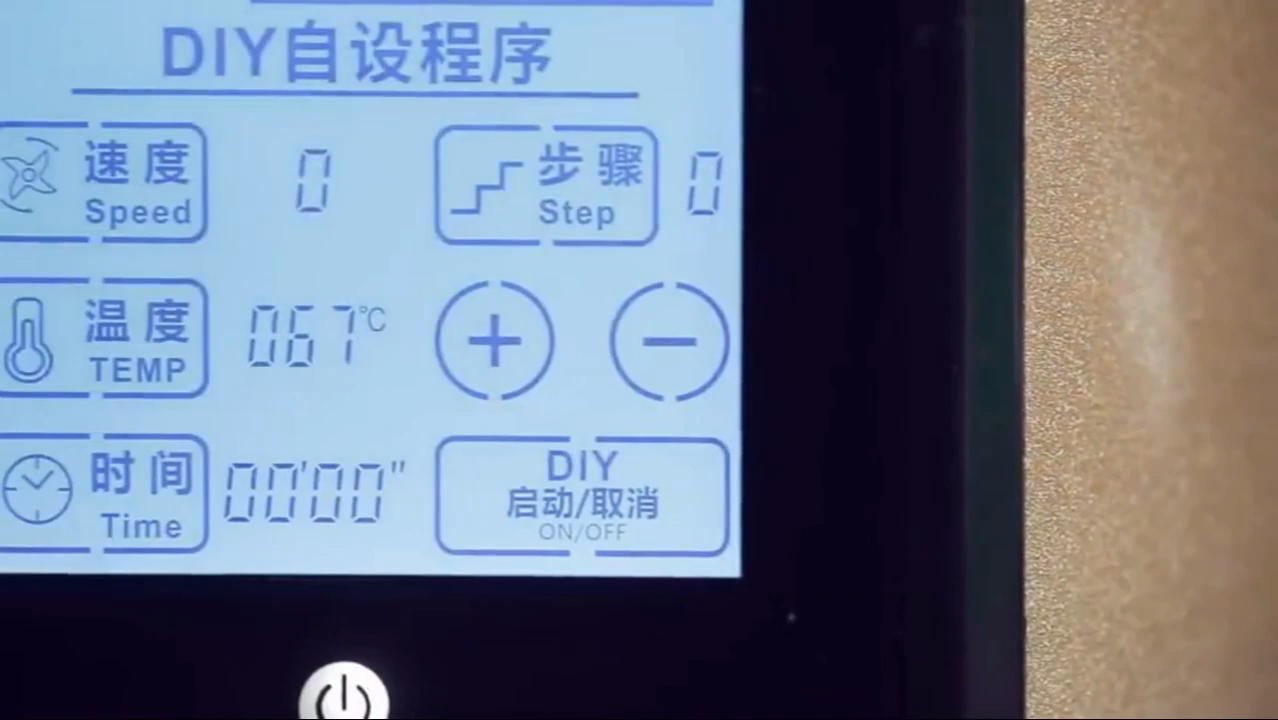 DIY自设程序
速度
Speed
0
步骤
Step
0
温度
TEMP
067℃
+
−
时间
Time
00'00"
DIY
启动/取消
ON/OFF